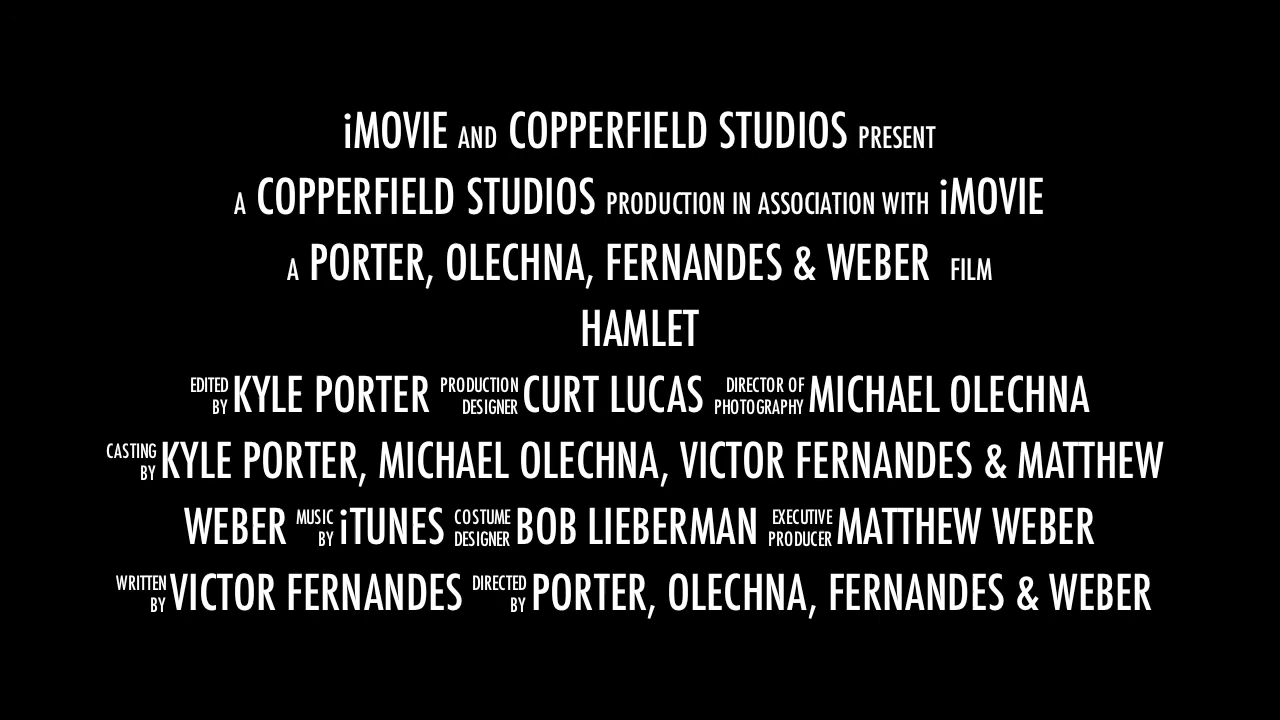 iMOVIE AND COPPERFIELD STUDIOS PRESENT
A COPPERFIELD STUDIOS PRODUCTION IN ASSOCIATION WITH iMOVIE
A PORTER, OLECHNA, FERNANDES & WEBER FILM
HAMLET
EDITED BY KYLE PORTER PRODUCTION DESIGNER CURT LUCAS DIRECTOR OF PHOTOGRAPHY MICHAEL OLECHNA
CASTING BY KYLE PORTER, MICHAEL OLECHNA, VICTOR FERNANDES & MATTHEW
WEBER MUSIC BY iTUNES COSTUME DESIGNER BOB LIEBERMAN EXECUTIVE PRODUCER MATTHEW WEBER
WRITTEN BY VICTOR FERNANDES DIRECTED BY PORTER, OLECHNA, FERNANDES & WEBER